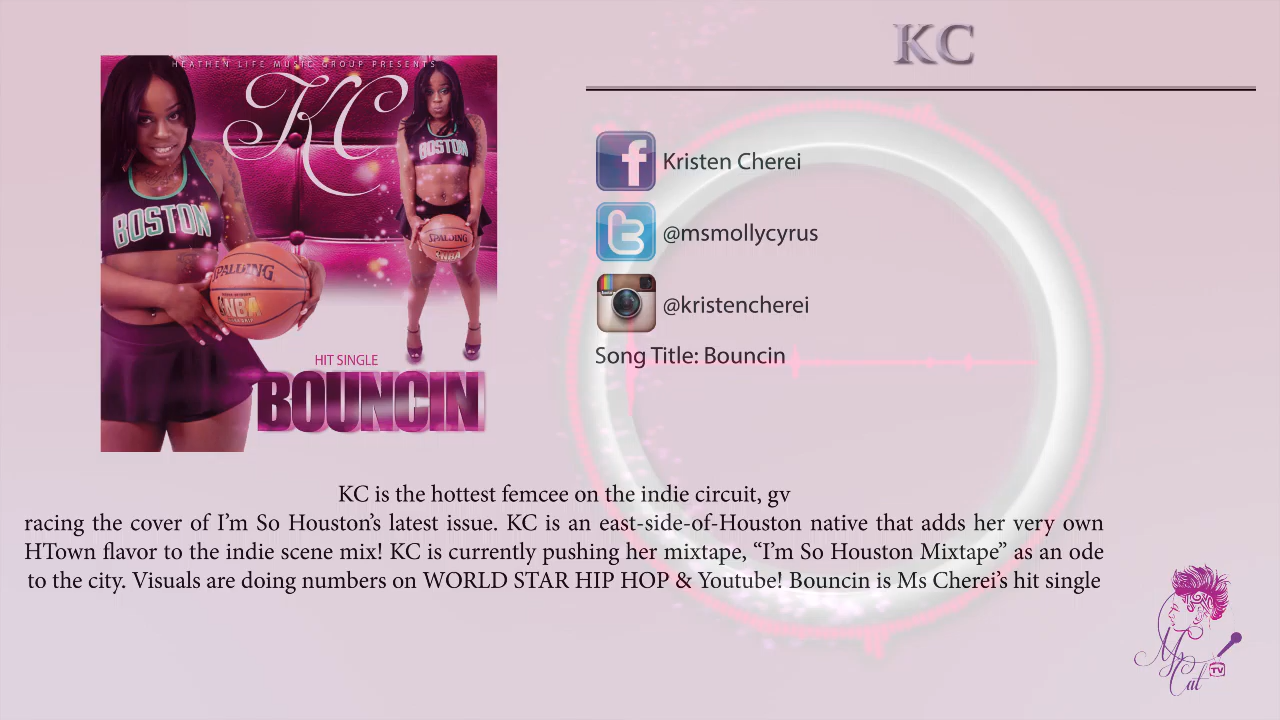 HEATHEN LIFE MUSIC GROUP PRESENTS
KC
BOSTON
BOSTON
SPALDING
NBA
SPALDING
NBA
HIT SINGLE
BOUNCIN
KC
Kristen Cherei
@msmollycyrus
@kristencherei
Song Title: Bouncin
KC is the hottest femcee on the indie circuit, gv
racing the cover of I’m So Houston’s latest issue. KC is an east-side-of-Houston native that adds her very own
HTown flavor to the indie scene mix! KC is currently pushing her mixtape, “I’m So Houston Mixtape” as an ode
to the city. Visuals are doing numbers on WORLD STAR HIP HOP & Youtube! Bouncin is Ms Cherei’s hit single
Ms
Cat
TV